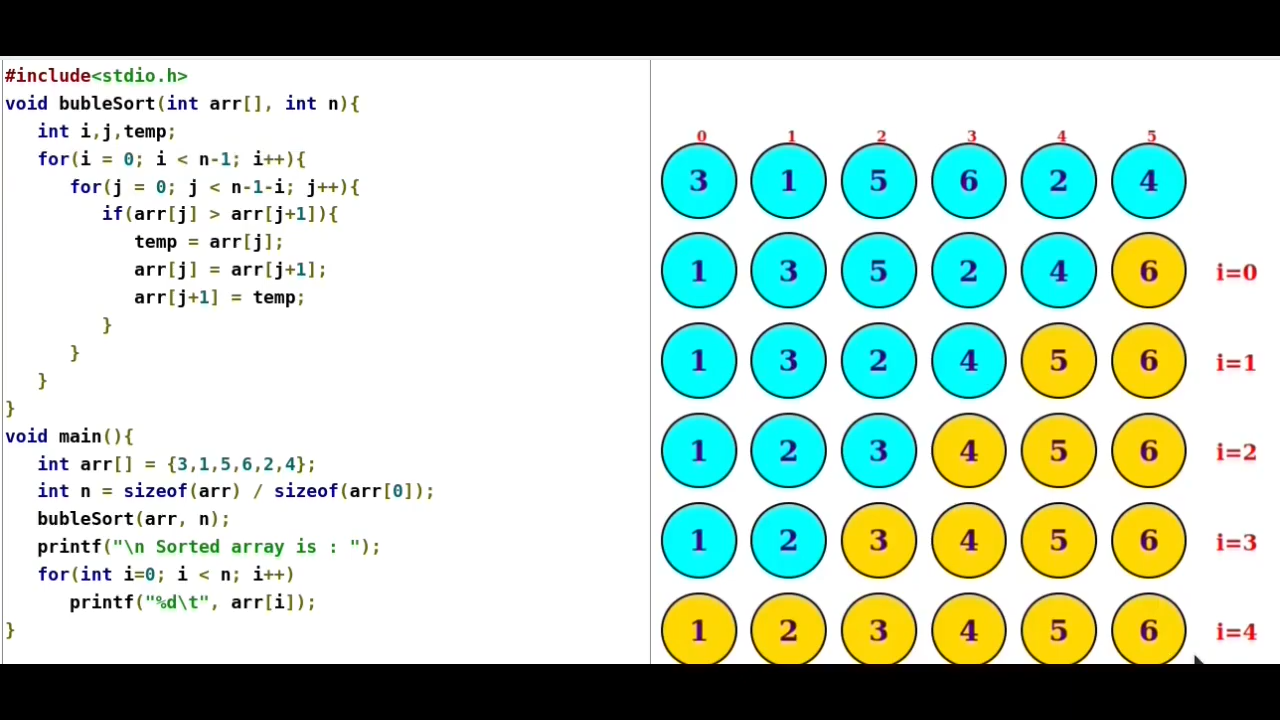 #include<stdio.h>
void bubleSort(int arr[], int n){
   int i,j,temp;
   for(i = 0; i < n-1; i++){
      for(j = 0; j < n-1-i; j++){
         if(arr[j] > arr[j+1]){
            temp = arr[j];
            arr[j] = arr[j+1];
            arr[j+1] = temp;
         }
      }
   }
}
void main(){
   int arr[] = {3,1,5,6,2,4};
   int n = sizeof(arr) / sizeof(arr[0]);
   bubleSort(arr, n);
   printf("\n Sorted array is : ");
   for(int i=0; i < n; i++)
      printf("%d\t", arr[i]);
}
0 1 2 3 4 5
3 1 5 6 2 4
1 3 5 2 4 6 i=0
1 3 2 4 5 6 i=1
1 2 3 4 5 6 i=2
1 2 3 4 5 6 i=3
1 2 3 4 5 6 i=4